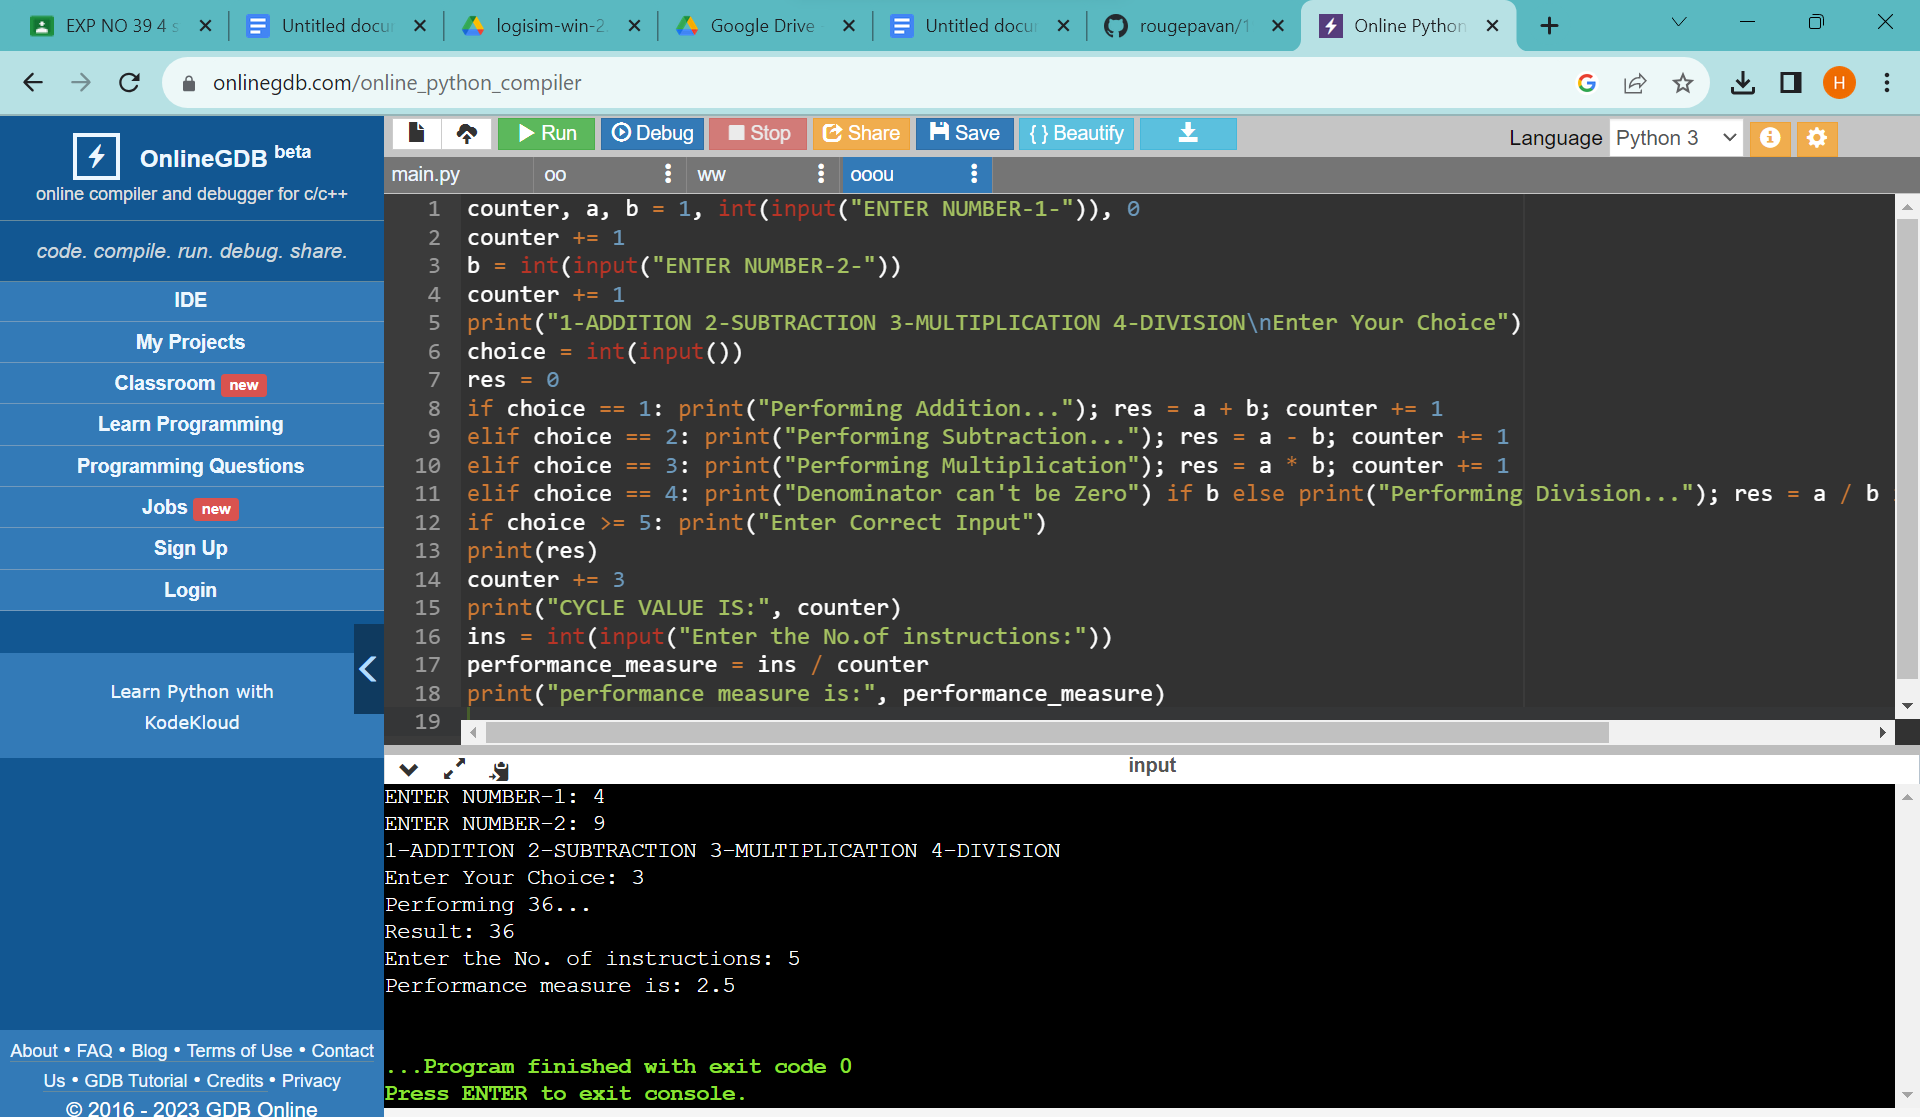 EXP NO 39 4 s
Untitled docu
logisim-win-2
Google Drive
Untitled docu
rougepavan/1
Online Python
onlinegdb.com/online_python_compiler
H
OnlineGDB beta
online compiler and debugger for c/c++
code. compile. run. debug. share.
IDE
My Projects
Classroom new
Learn Programming
Programming Questions
Jobs new
Sign Up
Login
Learn Python with
KodeKloud
About • FAQ • Blog • Terms of Use • Contact
Us • GDB Tutorial • Credits • Privacy
© 2016 - 2023 GDB Online
Run Debug Stop Share Save {} Beautify
Language Python 3
main.py oo ww ooou
1 counter, a, b = 1, int(input("ENTER NUMBER-1-")), 0
2 counter += 1
3 b = int(input("ENTER NUMBER-2-"))
4 counter += 1
5 print("1-ADDITION 2-SUBTRACTION 3-MULTIPLICATION 4-DIVISION\nEnter Your Choice")
6 choice = int(input())
7 res = 0
8 if choice == 1: print("Performing Addition..."); res = a + b; counter += 1
9 elif choice == 2: print("Performing Subtraction..."); res = a - b; counter += 1
10 elif choice == 3: print("Performing Multiplication"); res = a * b; counter += 1
11 elif choice == 4: print("Denominator can't be Zero") if b else print("Performing Division..."); res = a / b
12 if choice >= 5: print("Enter Correct Input")
13 print(res)
14 counter += 3
15 print("CYCLE VALUE IS:", counter)
16 ins = int(input("Enter the No.of instructions:"))
17 performance_measure = ins / counter
18 print("performance measure is:", performance_measure)
19
input
ENTER NUMBER-1: 4
ENTER NUMBER-2: 9
1-ADDITION 2-SUBTRACTION 3-MULTIPLICATION 4-DIVISION
Enter Your Choice: 3
Performing 36...
Result: 36
Enter the No. of instructions: 5
Performance measure is: 2.5
...Program finished with exit code 0
Press ENTER to exit console.